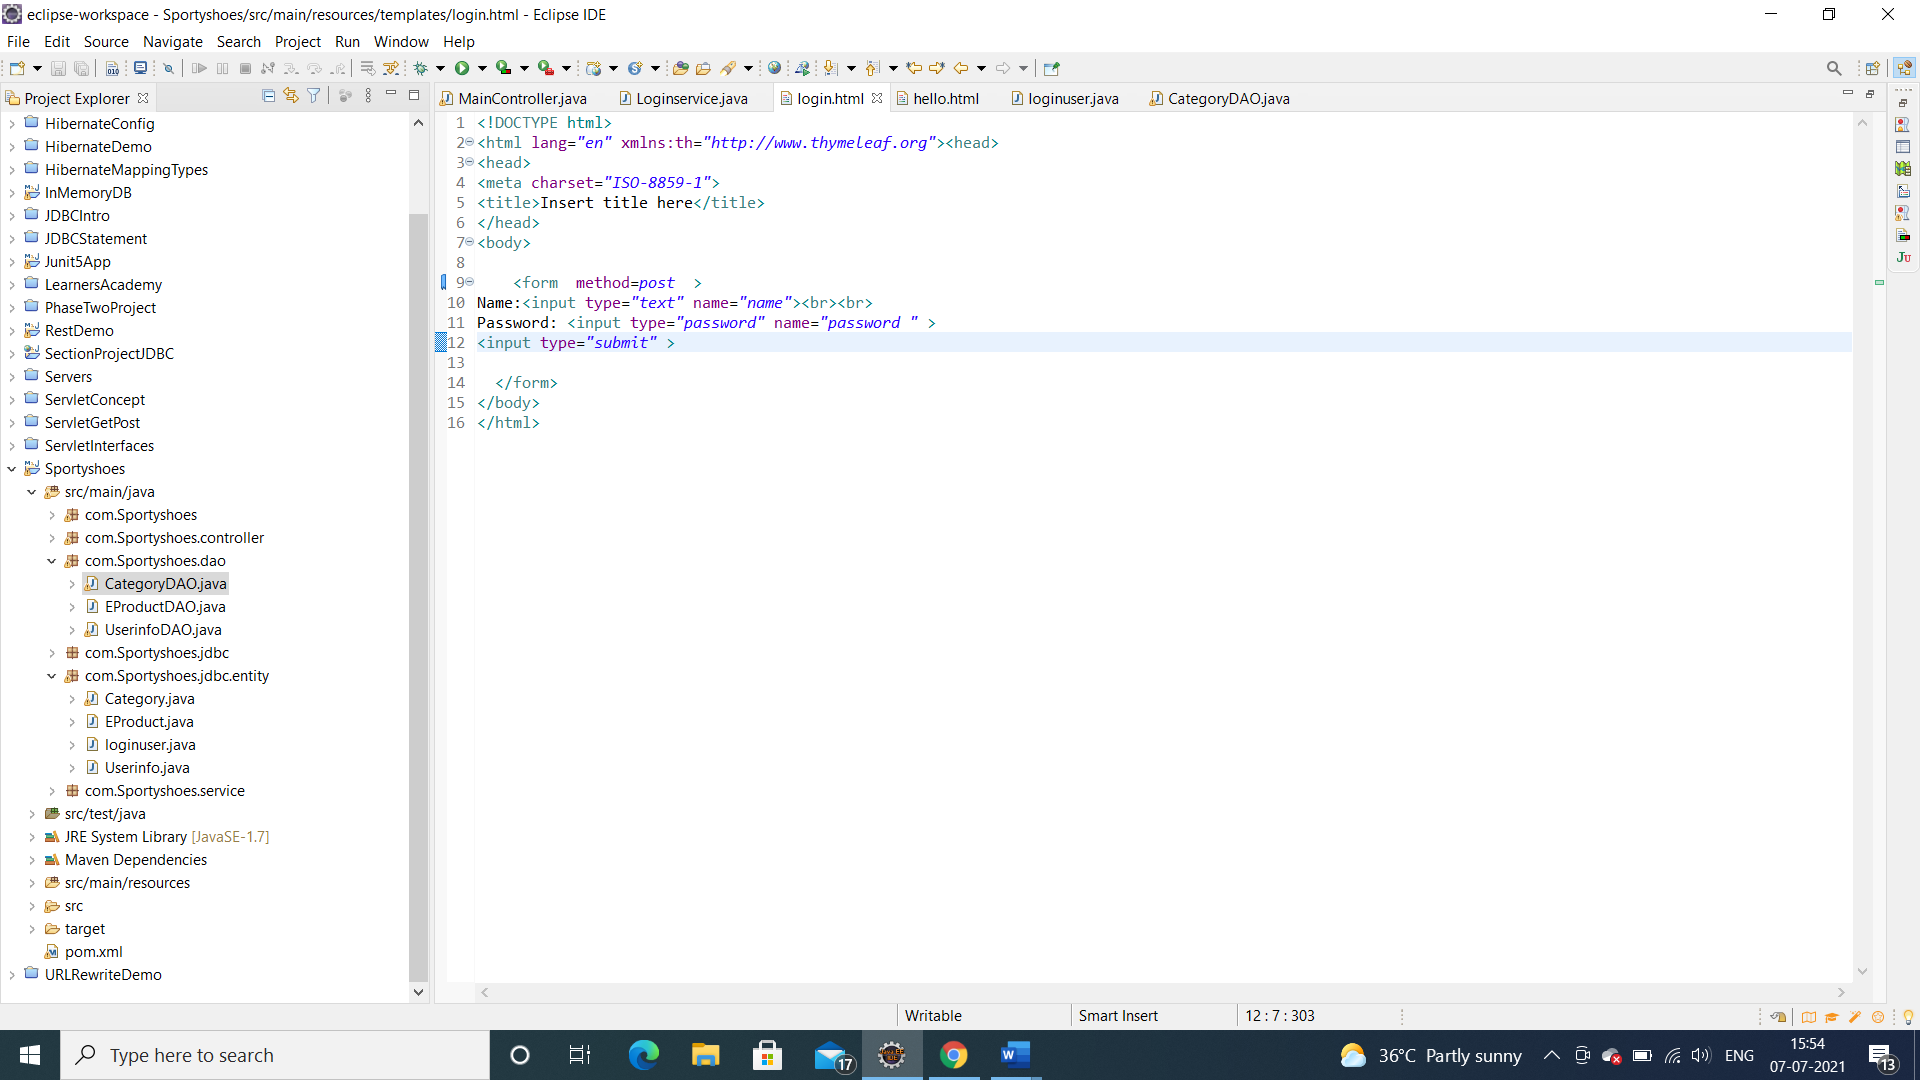 eclipse-workspace - Sportyshoes/src/main/resources/templates/login.html - Eclipse IDE
File Edit Source Navigate Search Project Run Window Help
Project Explorer
MainController.java Loginservice.java login.html hello.html loginuser.java CategoryDAO.java
HibernateConfig
HibernateDemo
HibernateMappingTypes
InMemoryDB
JDBCIntro
JDBCStatement
Junit5App
LearnersAcademy
PhaseTwoProject
RestDemo
SectionProjectJDBC
Servers
ServletConcept
ServletGetPost
ServletInterfaces
Sportyshoes
src/main/java
com.Sportyshoes
com.Sportyshoes.controller
com.Sportyshoes.dao
CategoryDAO.java
EProductDAO.java
UserinfoDAO.java
com.Sportyshoes.jdbc
com.Sportyshoes.jdbc.entity
Category.java
EProduct.java
loginuser.java
Userinfo.java
com.Sportyshoes.service
src/test/java
JRE System Library [JavaSE-1.7]
Maven Dependencies
src/main/resources
src
target
pom.xml
URLRewriteDemo
1 <!DOCTYPE html>
2 <html lang="en" xmlns:th="http://www.thymeleaf.org"><head>
3 <head>
4 <meta charset="ISO-8859-1">
5 <title>Insert title here</title>
6 </head>
7 <body>
8
9 <form  method=post  >
10 Name:<input type="text" name="name"><br><br>
11 Password: <input type="password" name="password " >
12 <input type="submit" >
13
14 </form>
15 </body>
16 </html>
Ju
Writable Smart Insert 12 : 7 : 303
Type here to search
17
36°C Partly sunny
ENG
15:54
07-07-2021
13